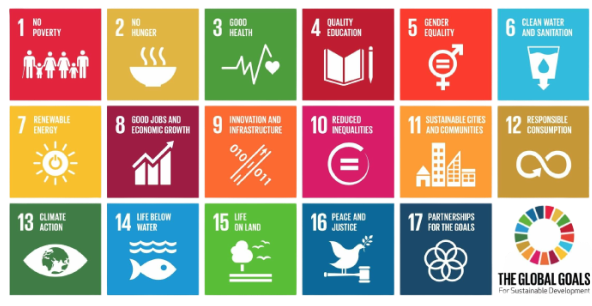 1 NO
POVERTY
2 NO
HUNGER
3 GOOD
HEALTH
4 QUALITY
EDUCATION
5 GENDER
EQUALITY
6 CLEAN WATER
AND SANITATION
7 RENEWABLE
ENERGY
8 GOOD JOBS AND
ECONOMIC GROWTH
9 INNOVATION AND
INFRASTRUCTURE
010
011
10 REDUCED
INEQUALITIES
11 SUSTAINABLE CITIES
AND COMMUNITIES
12 RESPONSIBLE
CONSUMPTION
13 CLIMATE
ACTION
14 LIFE BELOW
WATER
15 LIFE
ON LAND
16 PEACE AND
JUSTICE
17 PARTNERSHIPS
FOR THE GOALS
THE GLOBAL GOALS
For Sustainable Development